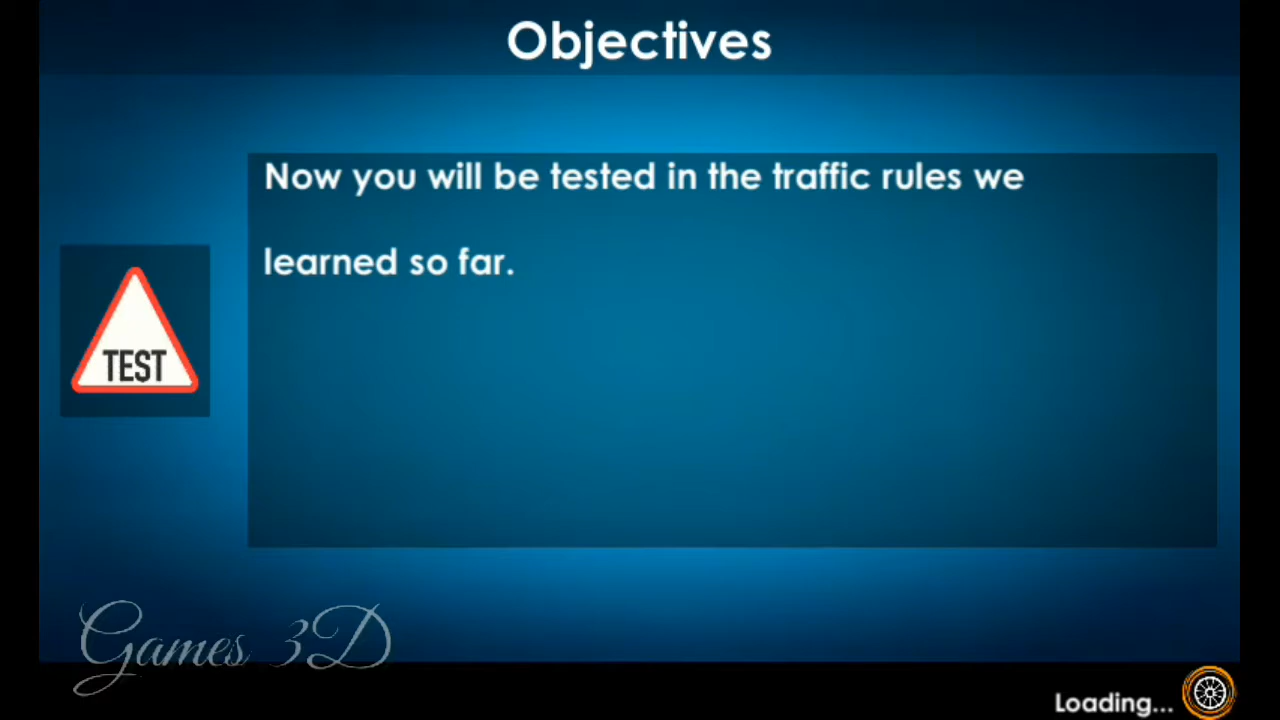 Objectives
Now you will be tested in the traffic rules we
learned so far.
TEST
Games 3D
Loading...